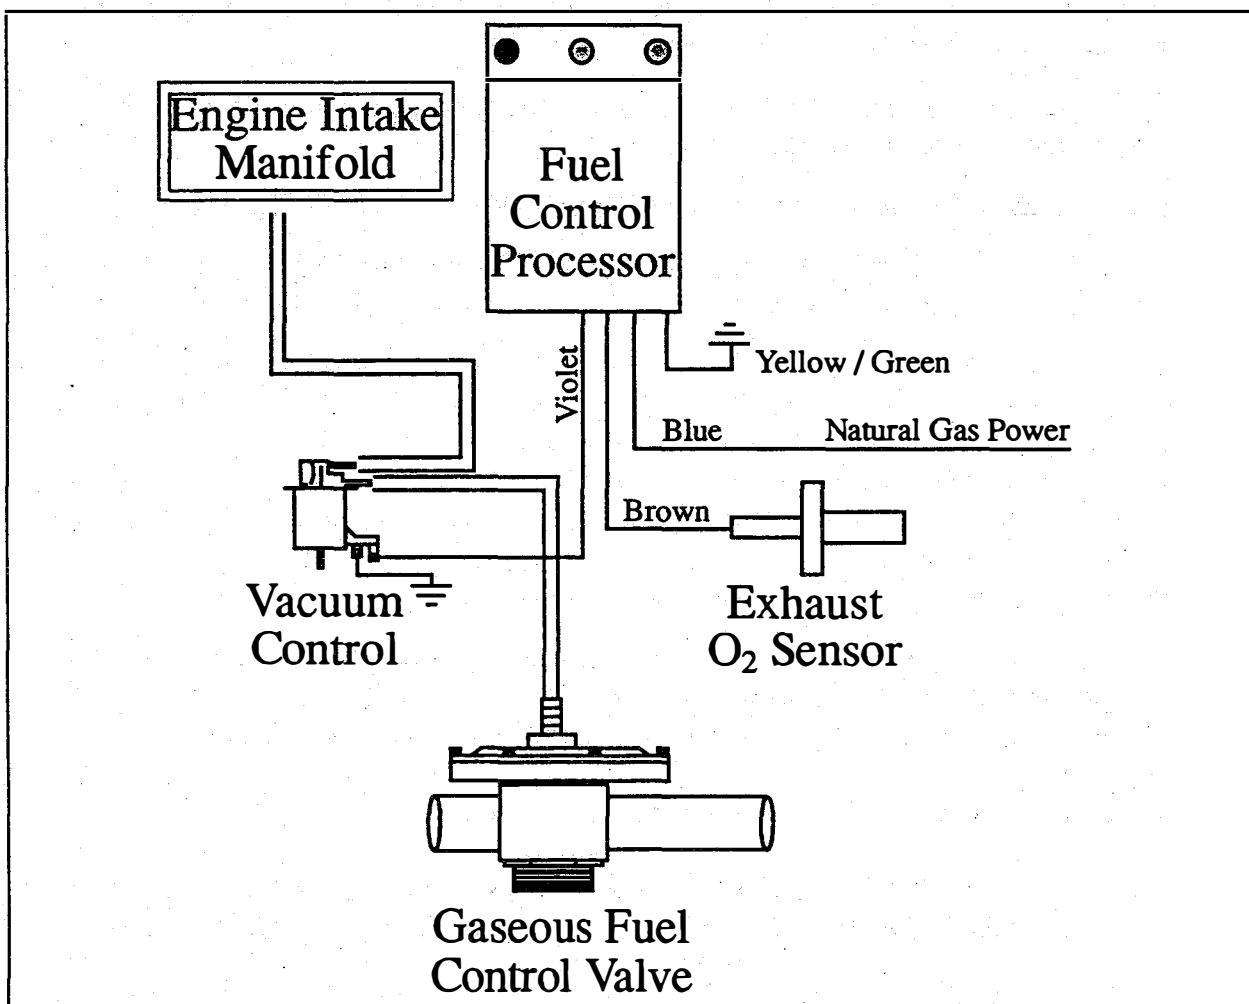 Engine Intake
Manifold
Fuel
Control
Processor
Violet
Yellow / Green
Blue
Natural Gas Power
Brown
Vacuum
Control
Exhaust
O₂ Sensor
Gaseous Fuel
Control Valve